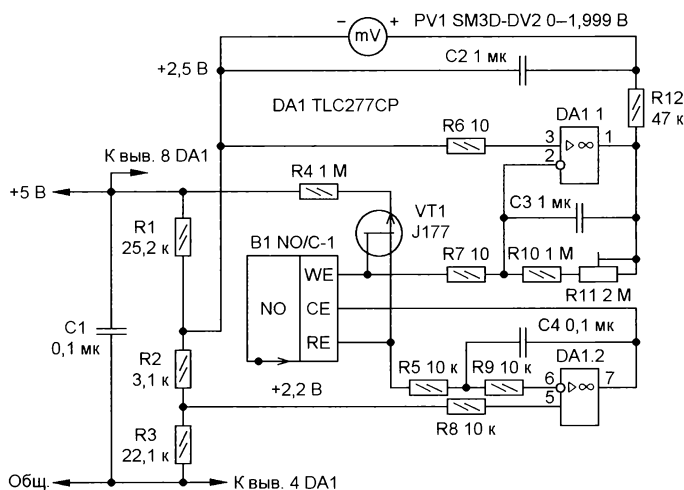 − + PV1 SM3D-DV2 0–1,999 В
mV
C2 1 мк
+2,5 В
DA1 TLC277CP
R12
47 к
R6 10
DA1 1
3
2
▷ ∞
1
К выв. 8 DA1
+5 В
R4 1 М
C3 1 мк
VT1
J177
R1
25,2 к
B1 NO/C-1
R7 10
R10 1 М
R11 2 М
NO
WE
CE
RE
C1
0,1 мк
C4 0,1 мк
R2
3,1 к
+2,2 В
R5 10 к
R9 10 к
DA1.2
6
5
▷ ∞
7
R8 10 к
R3
22,1 к
Общ.
К выв. 4 DA1